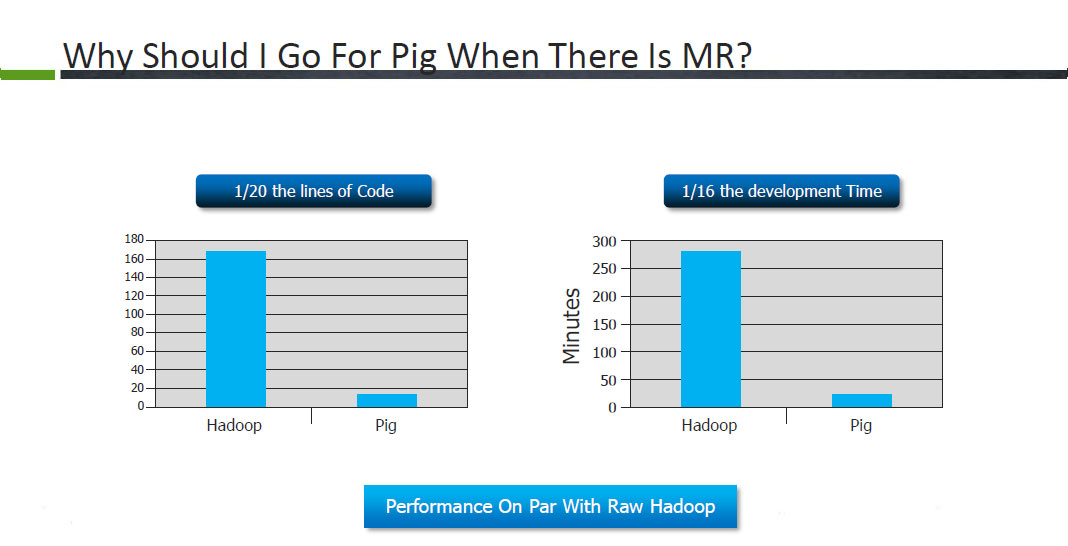 Why Should I Go For Pig When There Is MR?
1/20 the lines of Code
180
160
140
120
100
80
60
40
20
0
Hadoop
Pig
1/16 the development Time
Minutes
300
250
200
150
100
50
0
Hadoop
Pig
Performance On Par With Raw Hadoop